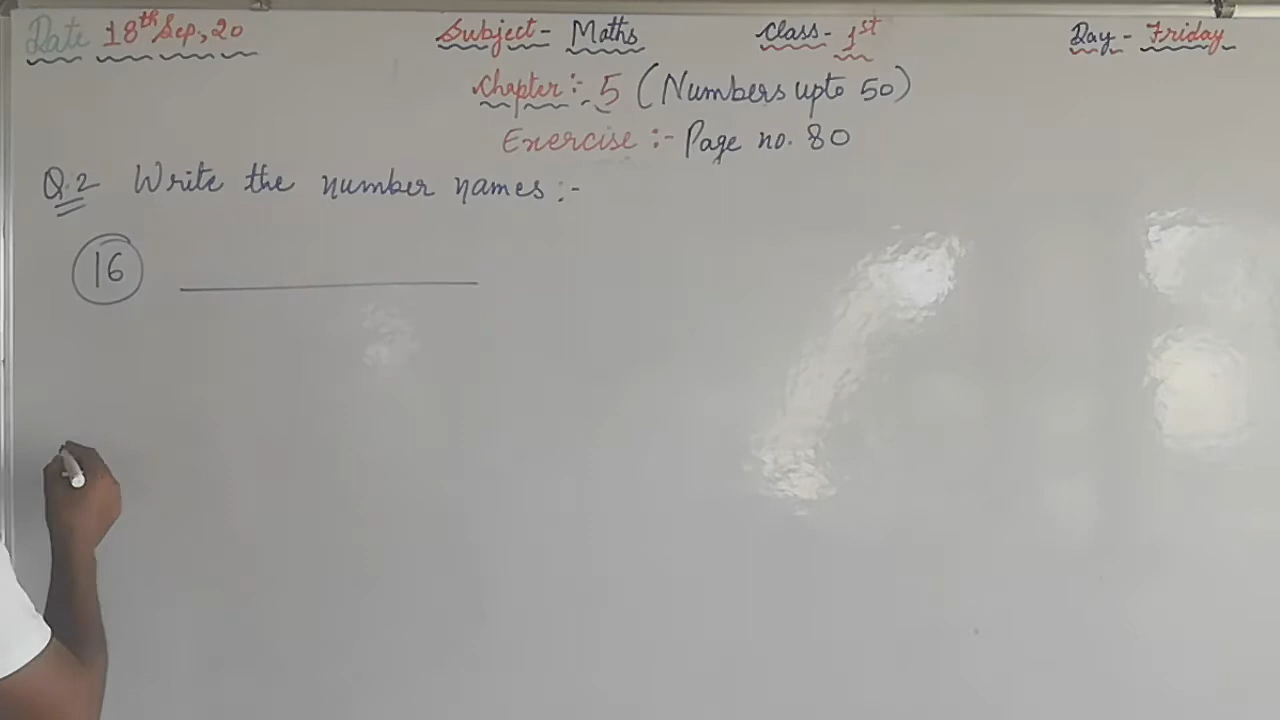 Date 18th Sep, 20 Subject- Maths Class- 1st Day- Friday
Chapter:- 5 (Numbers upto 50)
Exercise :- Page no. 80
Q.2 Write the number names:-
16